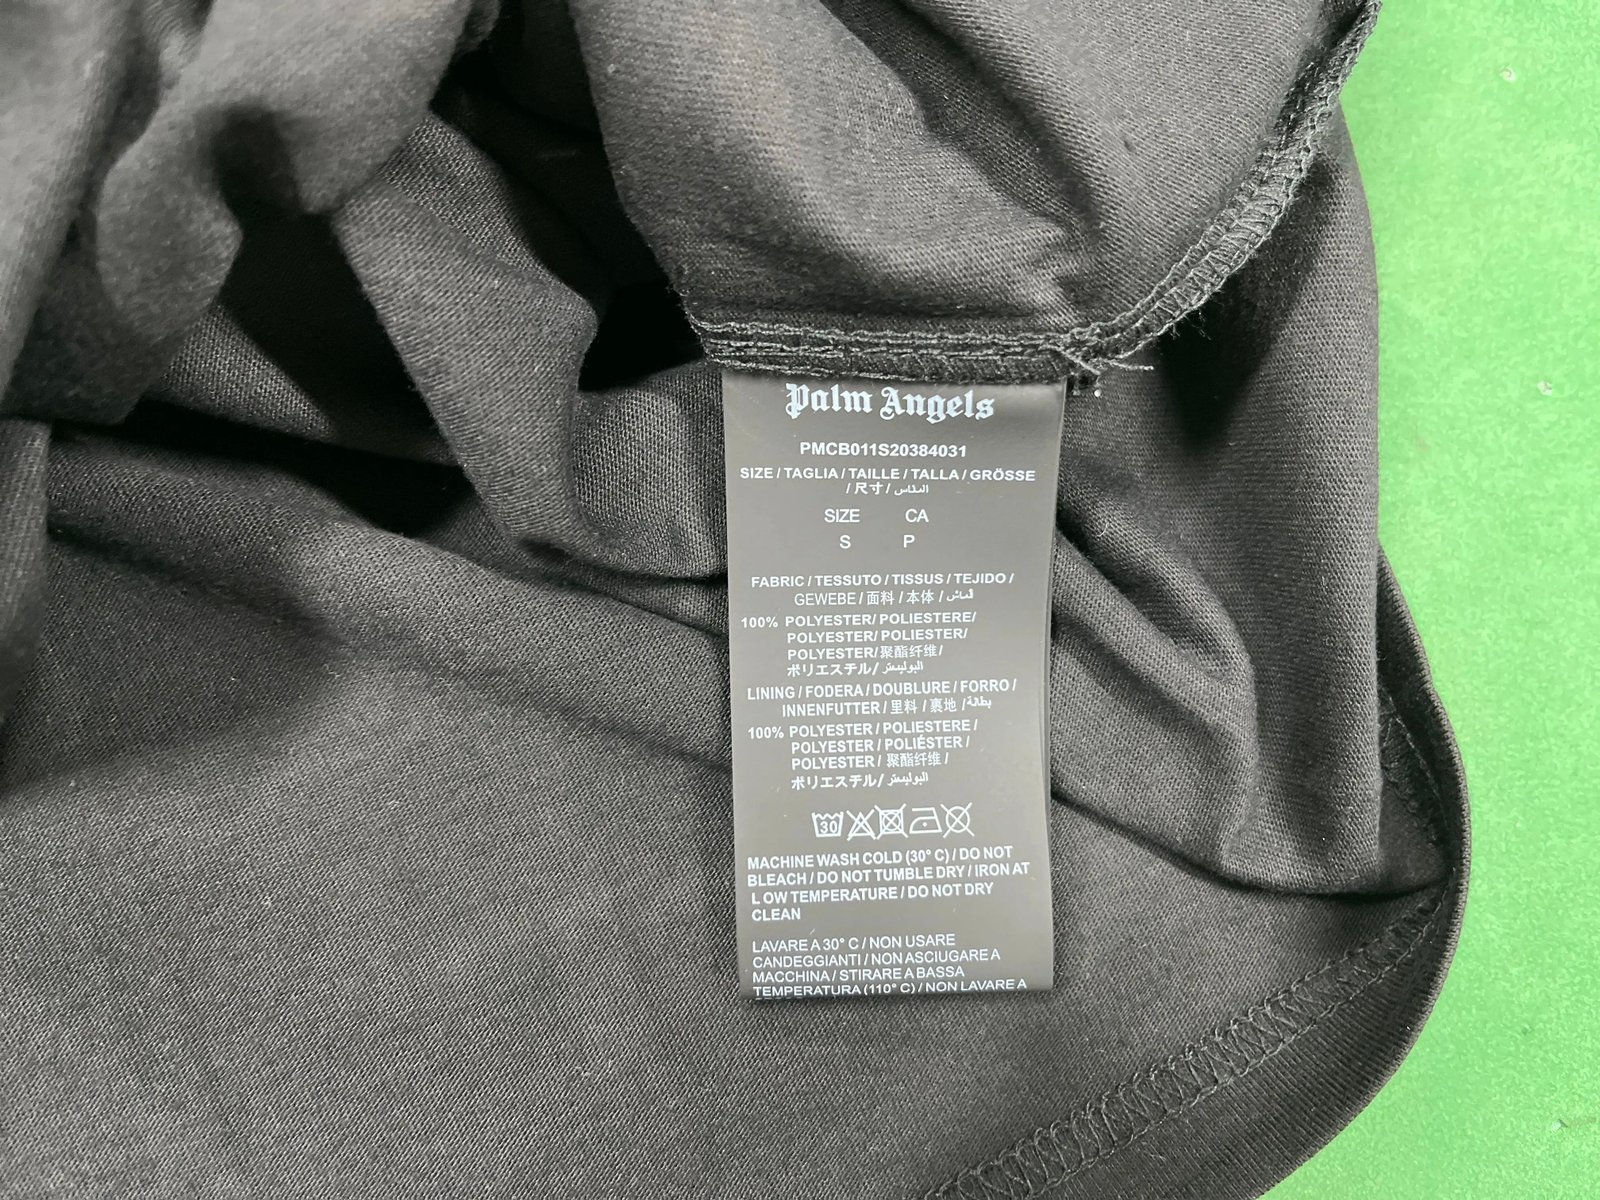 Palm Angels
PMCB011S20384031
SIZE / TAGLIA / TAILLE / TALLA / GRÖSSE
/ 尺寸 / المقاس
SIZE CA
S P
FABRIC / TESSUTO / TISSUS / TEJIDO /
GEWEBE / 面料 / 本体 / قماش
100% POLYESTER/ POLIESTERE/
POLYESTER/ POLIESTER/
POLYESTER/聚酯纤维/
ポリエステル/ البوليستر
LINING / FODERA / DOUBLURE / FORRO /
INNENFUTTER / 里料 / 裏地 / بطانة
100% POLYESTER / POLIESTERE /
POLYESTER / POLIÉSTER /
POLYESTER / 聚酯纤维 /
ポリエステル/ البوليستر
30
MACHINE WASH COLD (30° C) / DO NOT
BLEACH / DO NOT TUMBLE DRY / IRON AT
L OW TEMPERATURE / DO NOT DRY
CLEAN
LAVARE A 30° C / NON USARE
CANDEGGIANTI / NON ASCIUGARE A
MACCHINA / STIRARE A BASSA
TEMPERATURA (110° C) / NON LAVARE A